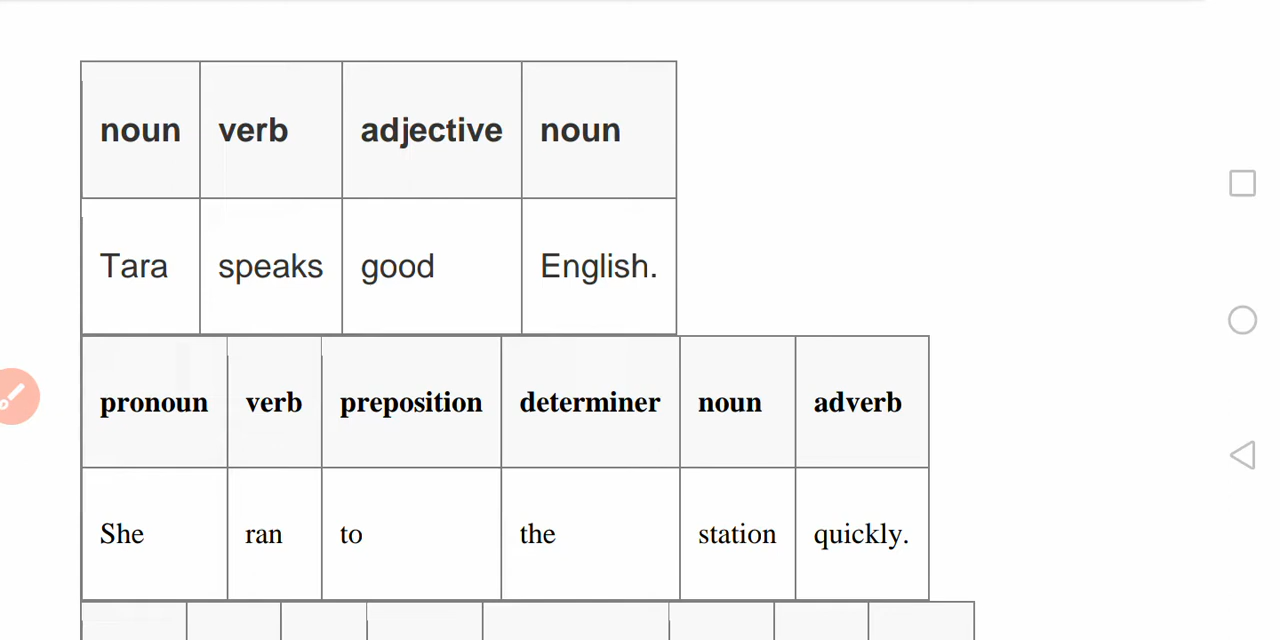 noun verb adjective noun
Tara speaks good English.
pronoun verb preposition determiner noun adverb
She ran to the station quickly.